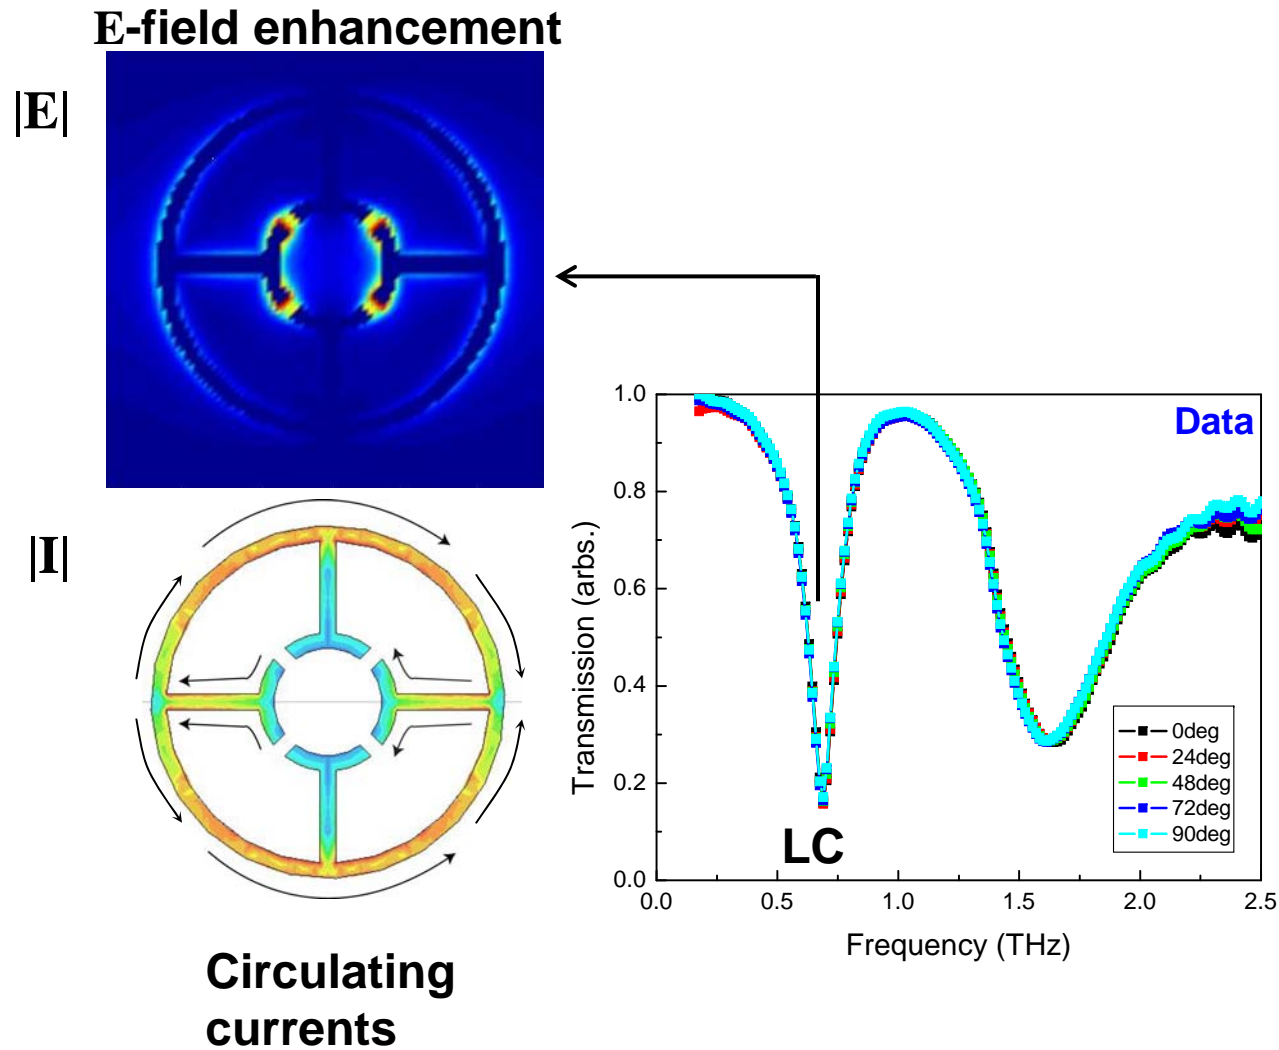 E-field enhancement
|E|
|I|
Circulating
currents
Data
LC
Transmission (arbs.)
1.0
0.8
0.6
0.4
0.2
0.0
0.0 0.5 1.0 1.5 2.0 2.5
Frequency (THz)
0deg
24deg
48deg
72deg
90deg